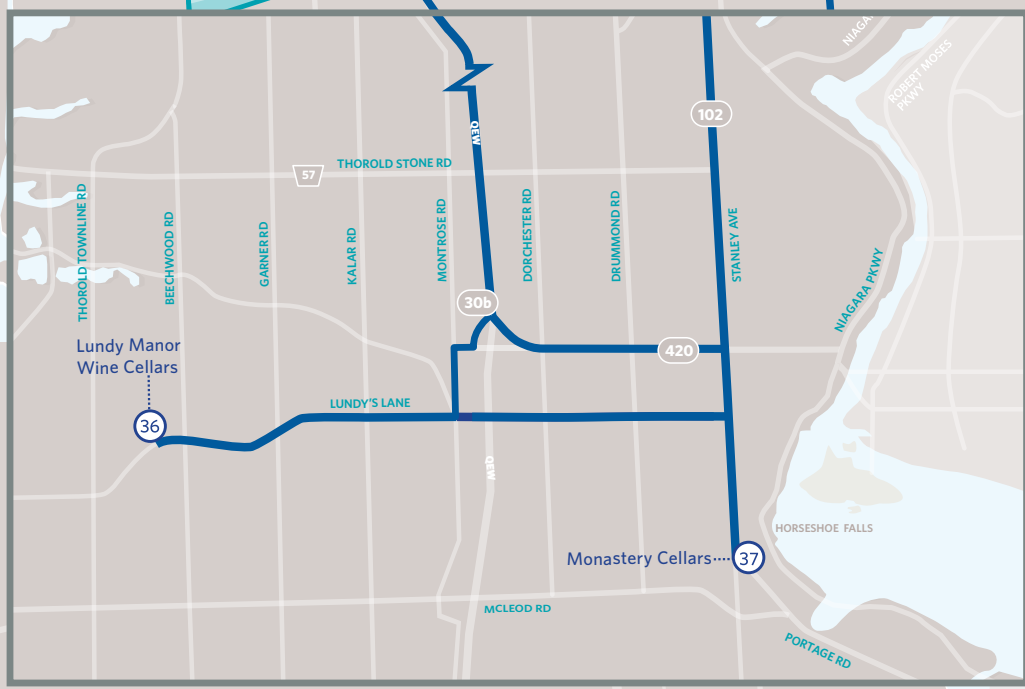 NIAGA
ROBERT MOSES
PKWY
102
QEW
THOROLD STONE RD
57
THOROLD TOWNLINE RD
BEECHWOOD RD
GARNER RD
KALAR RD
MONTROSE RD
DORCHESTER RD
DRUMMOND RD
STANLEY AVE
NIAGARA PKWY
30b
Lundy Manor
Wine Cellars
420
LUNDY'S LANE
36
QEW
HORSESHOE FALLS
Monastery Cellars
37
MCLEOD RD
PORTAGE RD